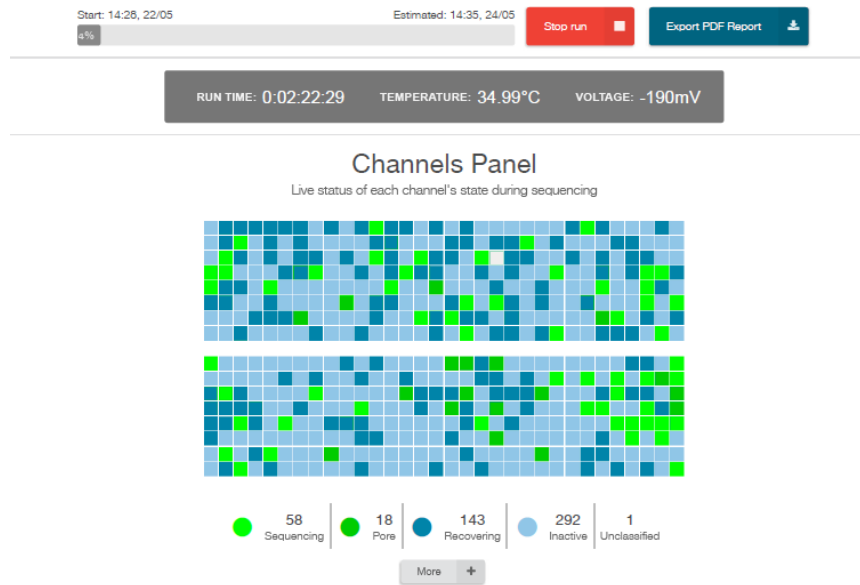 Start: 14:28, 22/05 Estimated: 14:35, 24/05
4%
Stop run
Export PDF Report
RUN TIME: 0:02:22:29 TEMPERATURE: 34.99°C VOLTAGE: -190mV
Channels Panel
Live status of each channel's state during sequencing
58 18 143 292 1
Sequencing Pore Recovering Inactive Unclassified
More +